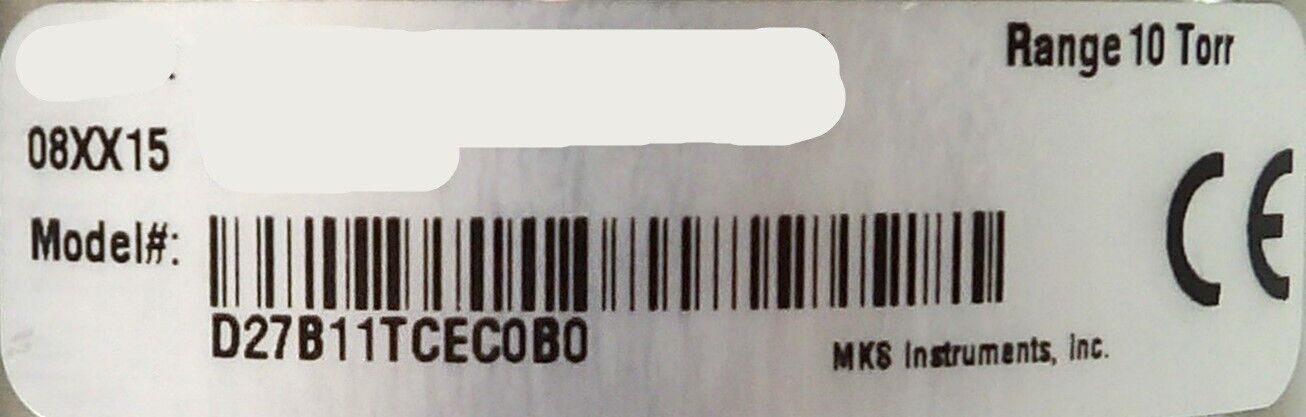 Range 10 Torr
08XX15
Model#:
D27B11TCEC0B0
MKS Instruments, Inc.
CE